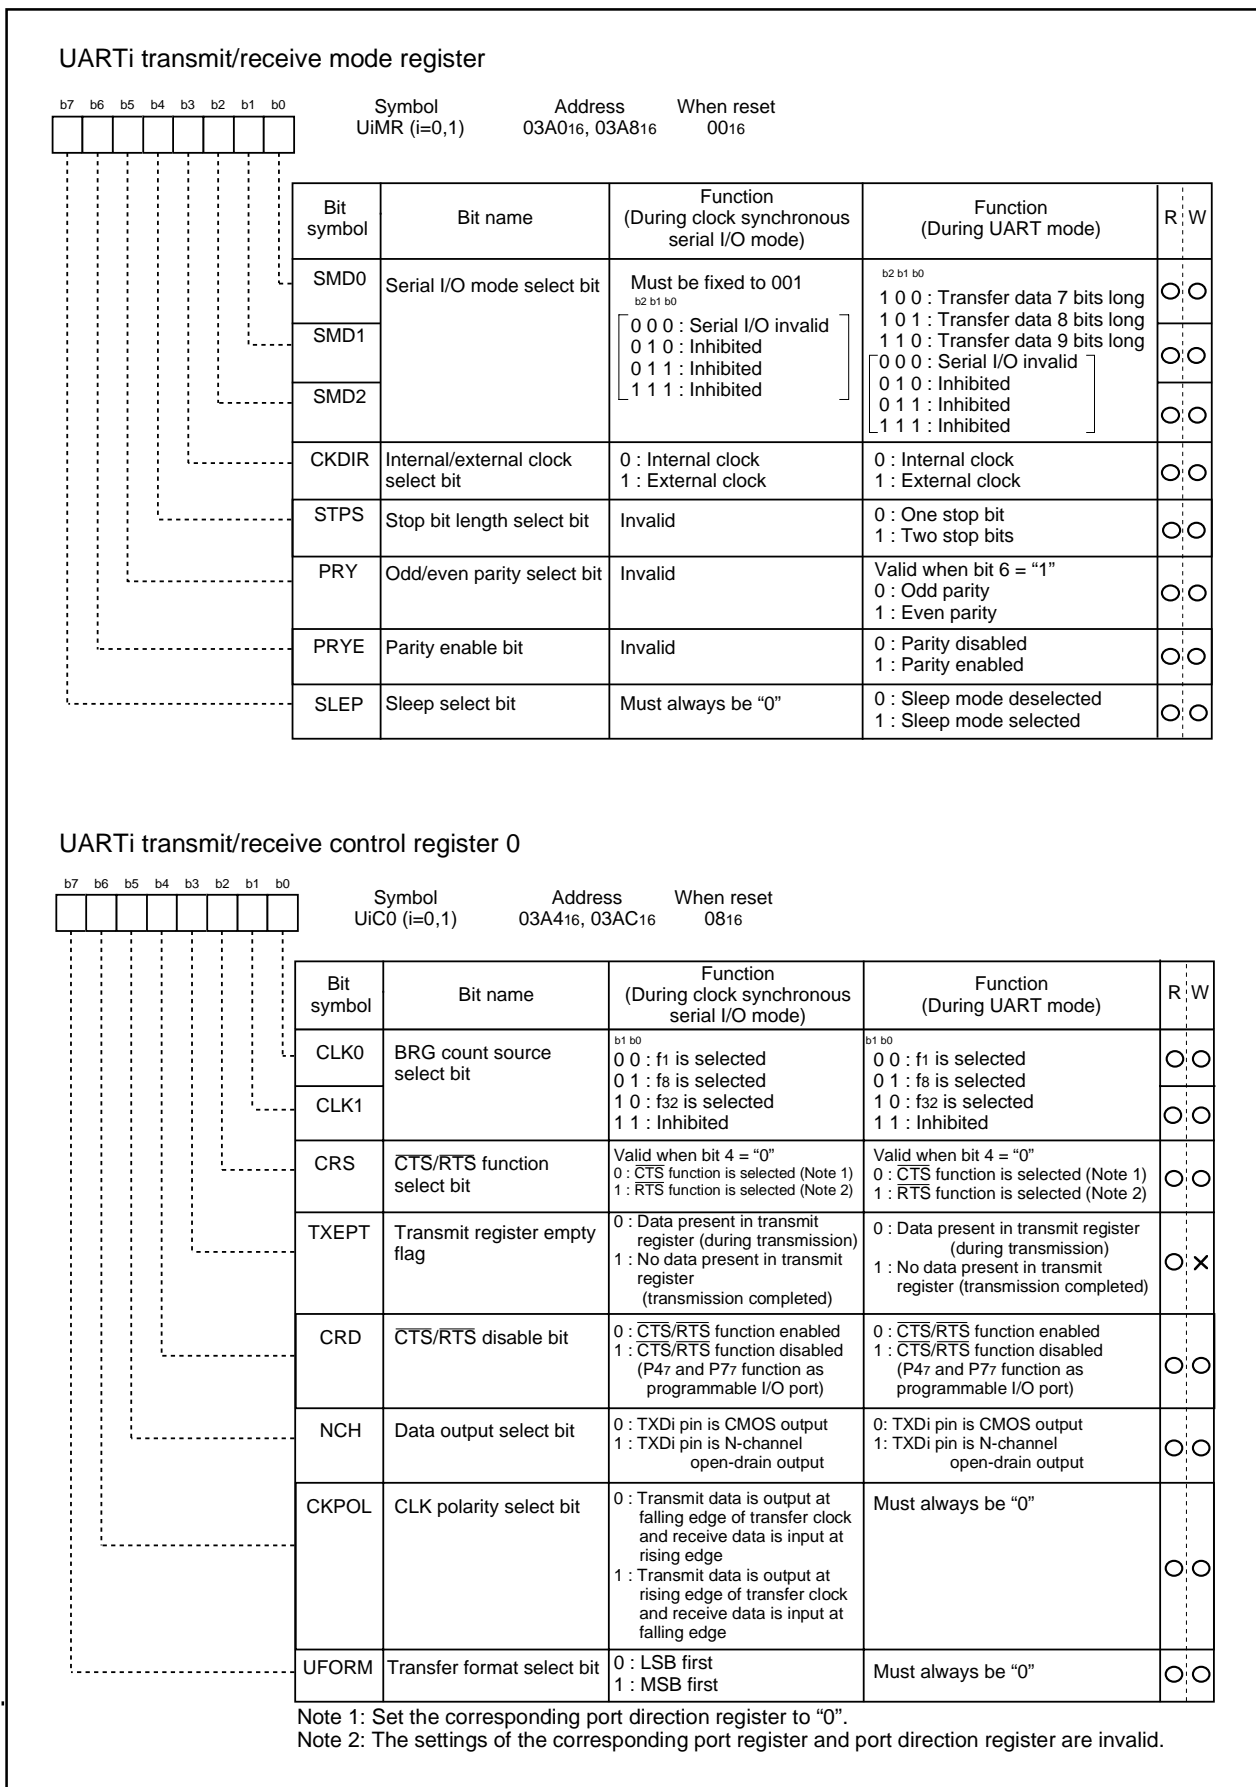 UARTi transmit/receive mode register
b7 b6 b5 b4 b3 b2 b1 b0
Symbol Address When reset
UiMR (i=0,1) 03A016, 03A816 0016
Bit symbol
Bit name
Function
(During clock synchronous
serial I/O mode)
Function
(During UART mode)
R W
SMD0
SMD1
SMD2
Serial I/O mode select bit
Must be fixed to 001
b2 b1 b0
0 0 0 : Serial I/O invalid
0 1 0 : Inhibited
0 1 1 : Inhibited
1 1 1 : Inhibited
b2 b1 b0
1 0 0 : Transfer data 7 bits long
1 0 1 : Transfer data 8 bits long
1 1 0 : Transfer data 9 bits long
0 0 0 : Serial I/O invalid
0 1 0 : Inhibited
0 1 1 : Inhibited
1 1 1 : Inhibited
CKDIR
Internal/external clock
select bit
0 : Internal clock
1 : External clock
0 : Internal clock
1 : External clock
STPS
Stop bit length select bit
Invalid
0 : One stop bit
1 : Two stop bits
PRY
Odd/even parity select bit
Invalid
Valid when bit 6 = “1”
0 : Odd parity
1 : Even parity
PRYE
Parity enable bit
Invalid
0 : Parity disabled
1 : Parity enabled
SLEP
Sleep select bit
Must always be “0”
0 : Sleep mode deselected
1 : Sleep mode selected
UARTi transmit/receive control register 0
b7 b6 b5 b4 b3 b2 b1 b0
Symbol Address When reset
UiC0 (i=0,1) 03A416, 03AC16 0816
Bit symbol
Bit name
Function
(During clock synchronous
serial I/O mode)
Function
(During UART mode)
R W
CLK0
CLK1
BRG count source
select bit
b1 b0
0 0 : f1 is selected
0 1 : f8 is selected
1 0 : f32 is selected
1 1 : Inhibited
b1 b0
0 0 : f1 is selected
0 1 : f8 is selected
1 0 : f32 is selected
1 1 : Inhibited
CRS
CTS/RTS function
select bit
Valid when bit 4 = “0”
0 : CTS function is selected (Note 1)
1 : RTS function is selected (Note 2)
Valid when bit 4 = “0”
0 : CTS function is selected (Note 1)
1 : RTS function is selected (Note 2)
TXEPT
Transmit register empty
flag
0 : Data present in transmit
register (during transmission)
1 : No data present in transmit
register
(transmission completed)
0 : Data present in transmit register
(during transmission)
1 : No data present in transmit
register (transmission completed)
CRD
CTS/RTS disable bit
0 : CTS/RTS function enabled
1 : CTS/RTS function disabled
(P47 and P77 function as
programmable I/O port)
0 : CTS/RTS function enabled
1 : CTS/RTS function disabled
(P47 and P77 function as
programmable I/O port)
NCH
Data output select bit
0 : TXDi pin is CMOS output
1 : TXDi pin is N-channel
open-drain output
0: TXDi pin is CMOS output
1: TXDi pin is N-channel
open-drain output
CKPOL
CLK polarity select bit
0 : Transmit data is output at
falling edge of transfer clock
and receive data is input at
rising edge
1 : Transmit data is output at
rising edge of transfer clock
and receive data is input at
falling edge
Must always be “0”
UFORM
Transfer format select bit
0 : LSB first
1 : MSB first
Must always be “0”
Note 1: Set the corresponding port direction register to “0”.
Note 2: The settings of the corresponding port register and port direction register are invalid.